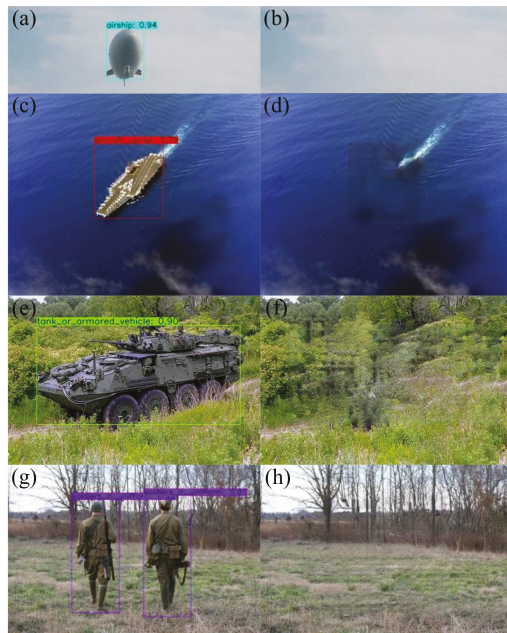 (a)
airship: 0.94
(b)
(c)
(d)
(e)
tank_or_armored_vehicle: 0.90
(f)
(g)
(h)